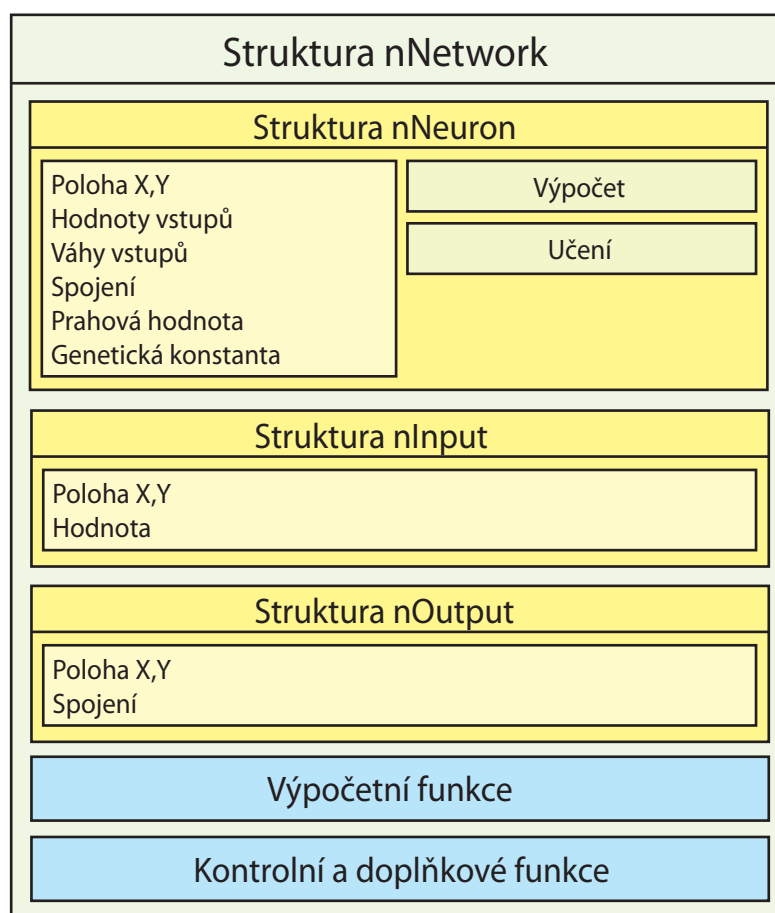 Struktura nNetwork
Struktura nNeuron
Poloha X,Y
Hodnoty vstupů
Váhy vstupů
Spojení
Prahová hodnota
Genetická konstanta
Výpočet
Učení
Struktura nInput
Poloha X,Y
Hodnota
Struktura nOutput
Poloha X,Y
Spojení
Výpočetní funkce
Kontrolní a doplňkové funkce